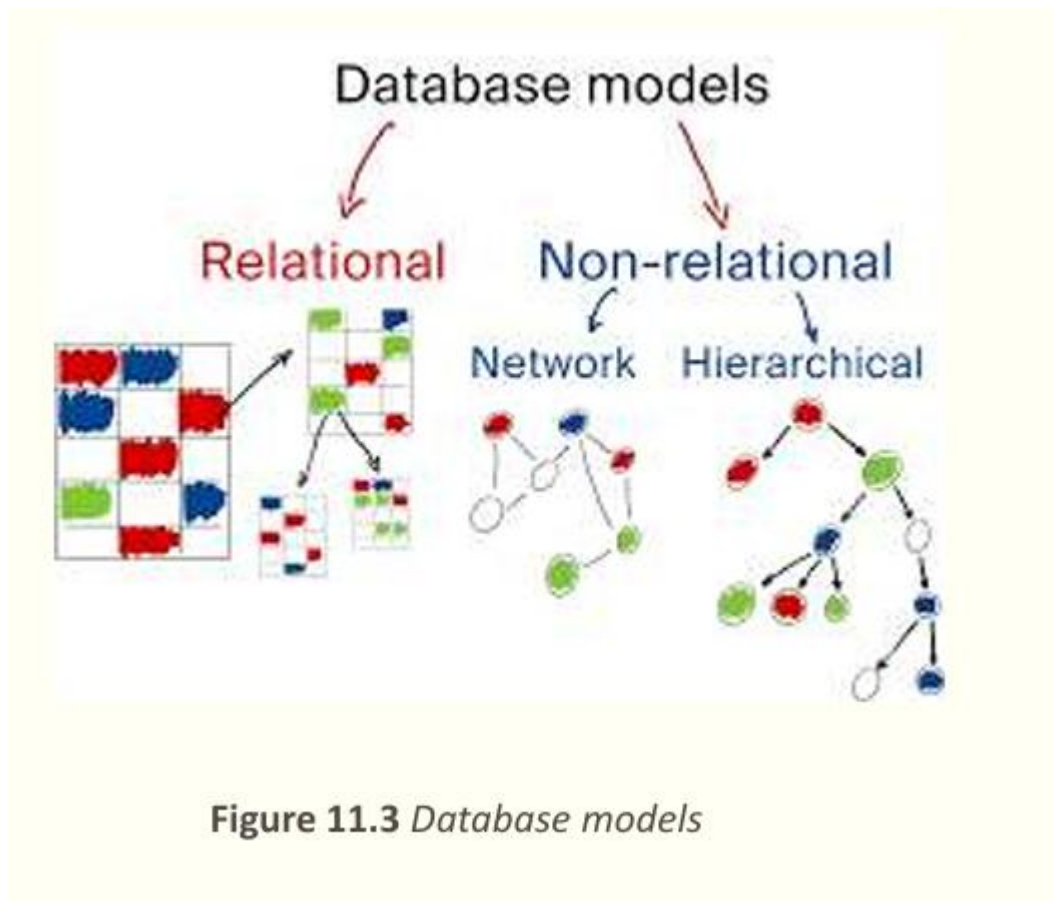 Database models
Relational
Non-relational
Network
Hierarchical
Figure 11.3 Database models